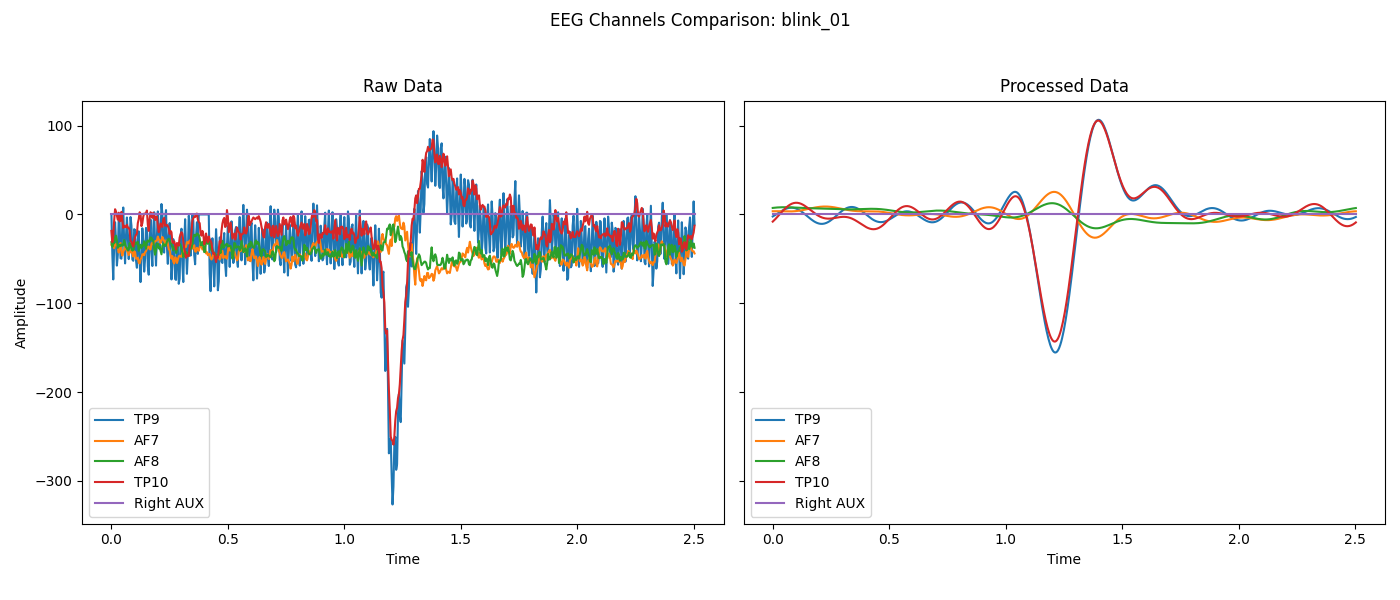 EEG Channels Comparison: blink_01
Raw Data
Amplitude
100
0
−100
−200
−300
TP9
AF7
AF8
TP10
Right AUX
0.0 0.5 1.0 1.5 2.0 2.5
Time
Processed Data
TP9
AF7
AF8
TP10
Right AUX
0.0 0.5 1.0 1.5 2.0 2.5
Time